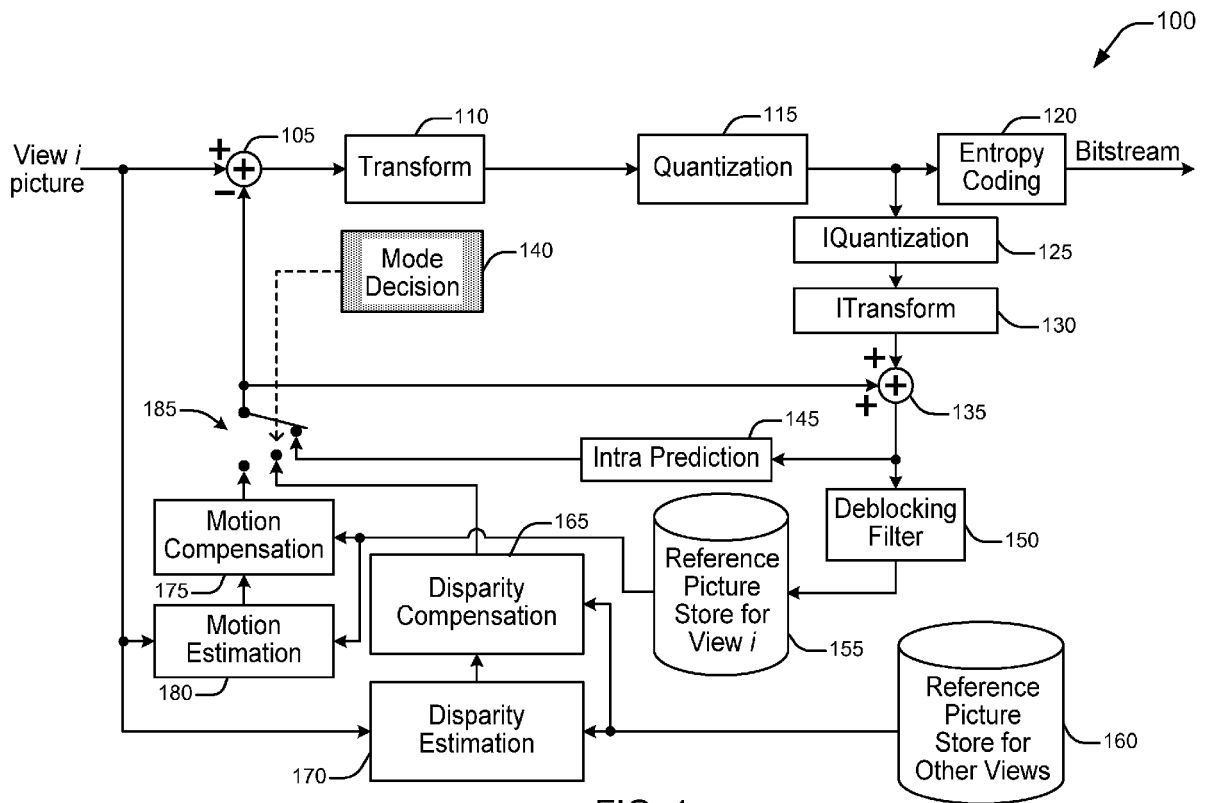 100
View i
picture
+
105
+
−
110
Transform
115
Quantization
120
Entropy
Coding
Bitstream
Mode
Decision
140
IQuantization
125
ITransform
130
+
+
+
135
185
145
Intra Prediction
Deblocking
Filter
150
Motion
Compensation
175
165
Disparity
Compensation
Reference
Picture
Store for
View i
155
Motion
Estimation
180
Disparity
Estimation
170
Reference
Picture
Store for
Other Views
160